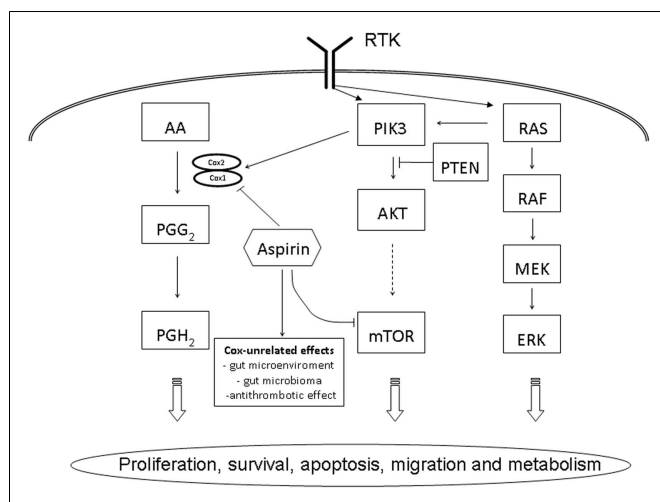 RTK
AA
PIK3
RAS
Cox2
Cox1
PTEN
RAF
PGG2
AKT
Aspirin
MEK
PGH2
mTOR
ERK
Cox-unrelated effects
- gut microenviroment
- gut microbioma
-antithrombotic effect
Proliferation, survival, apoptosis, migration and metabolism